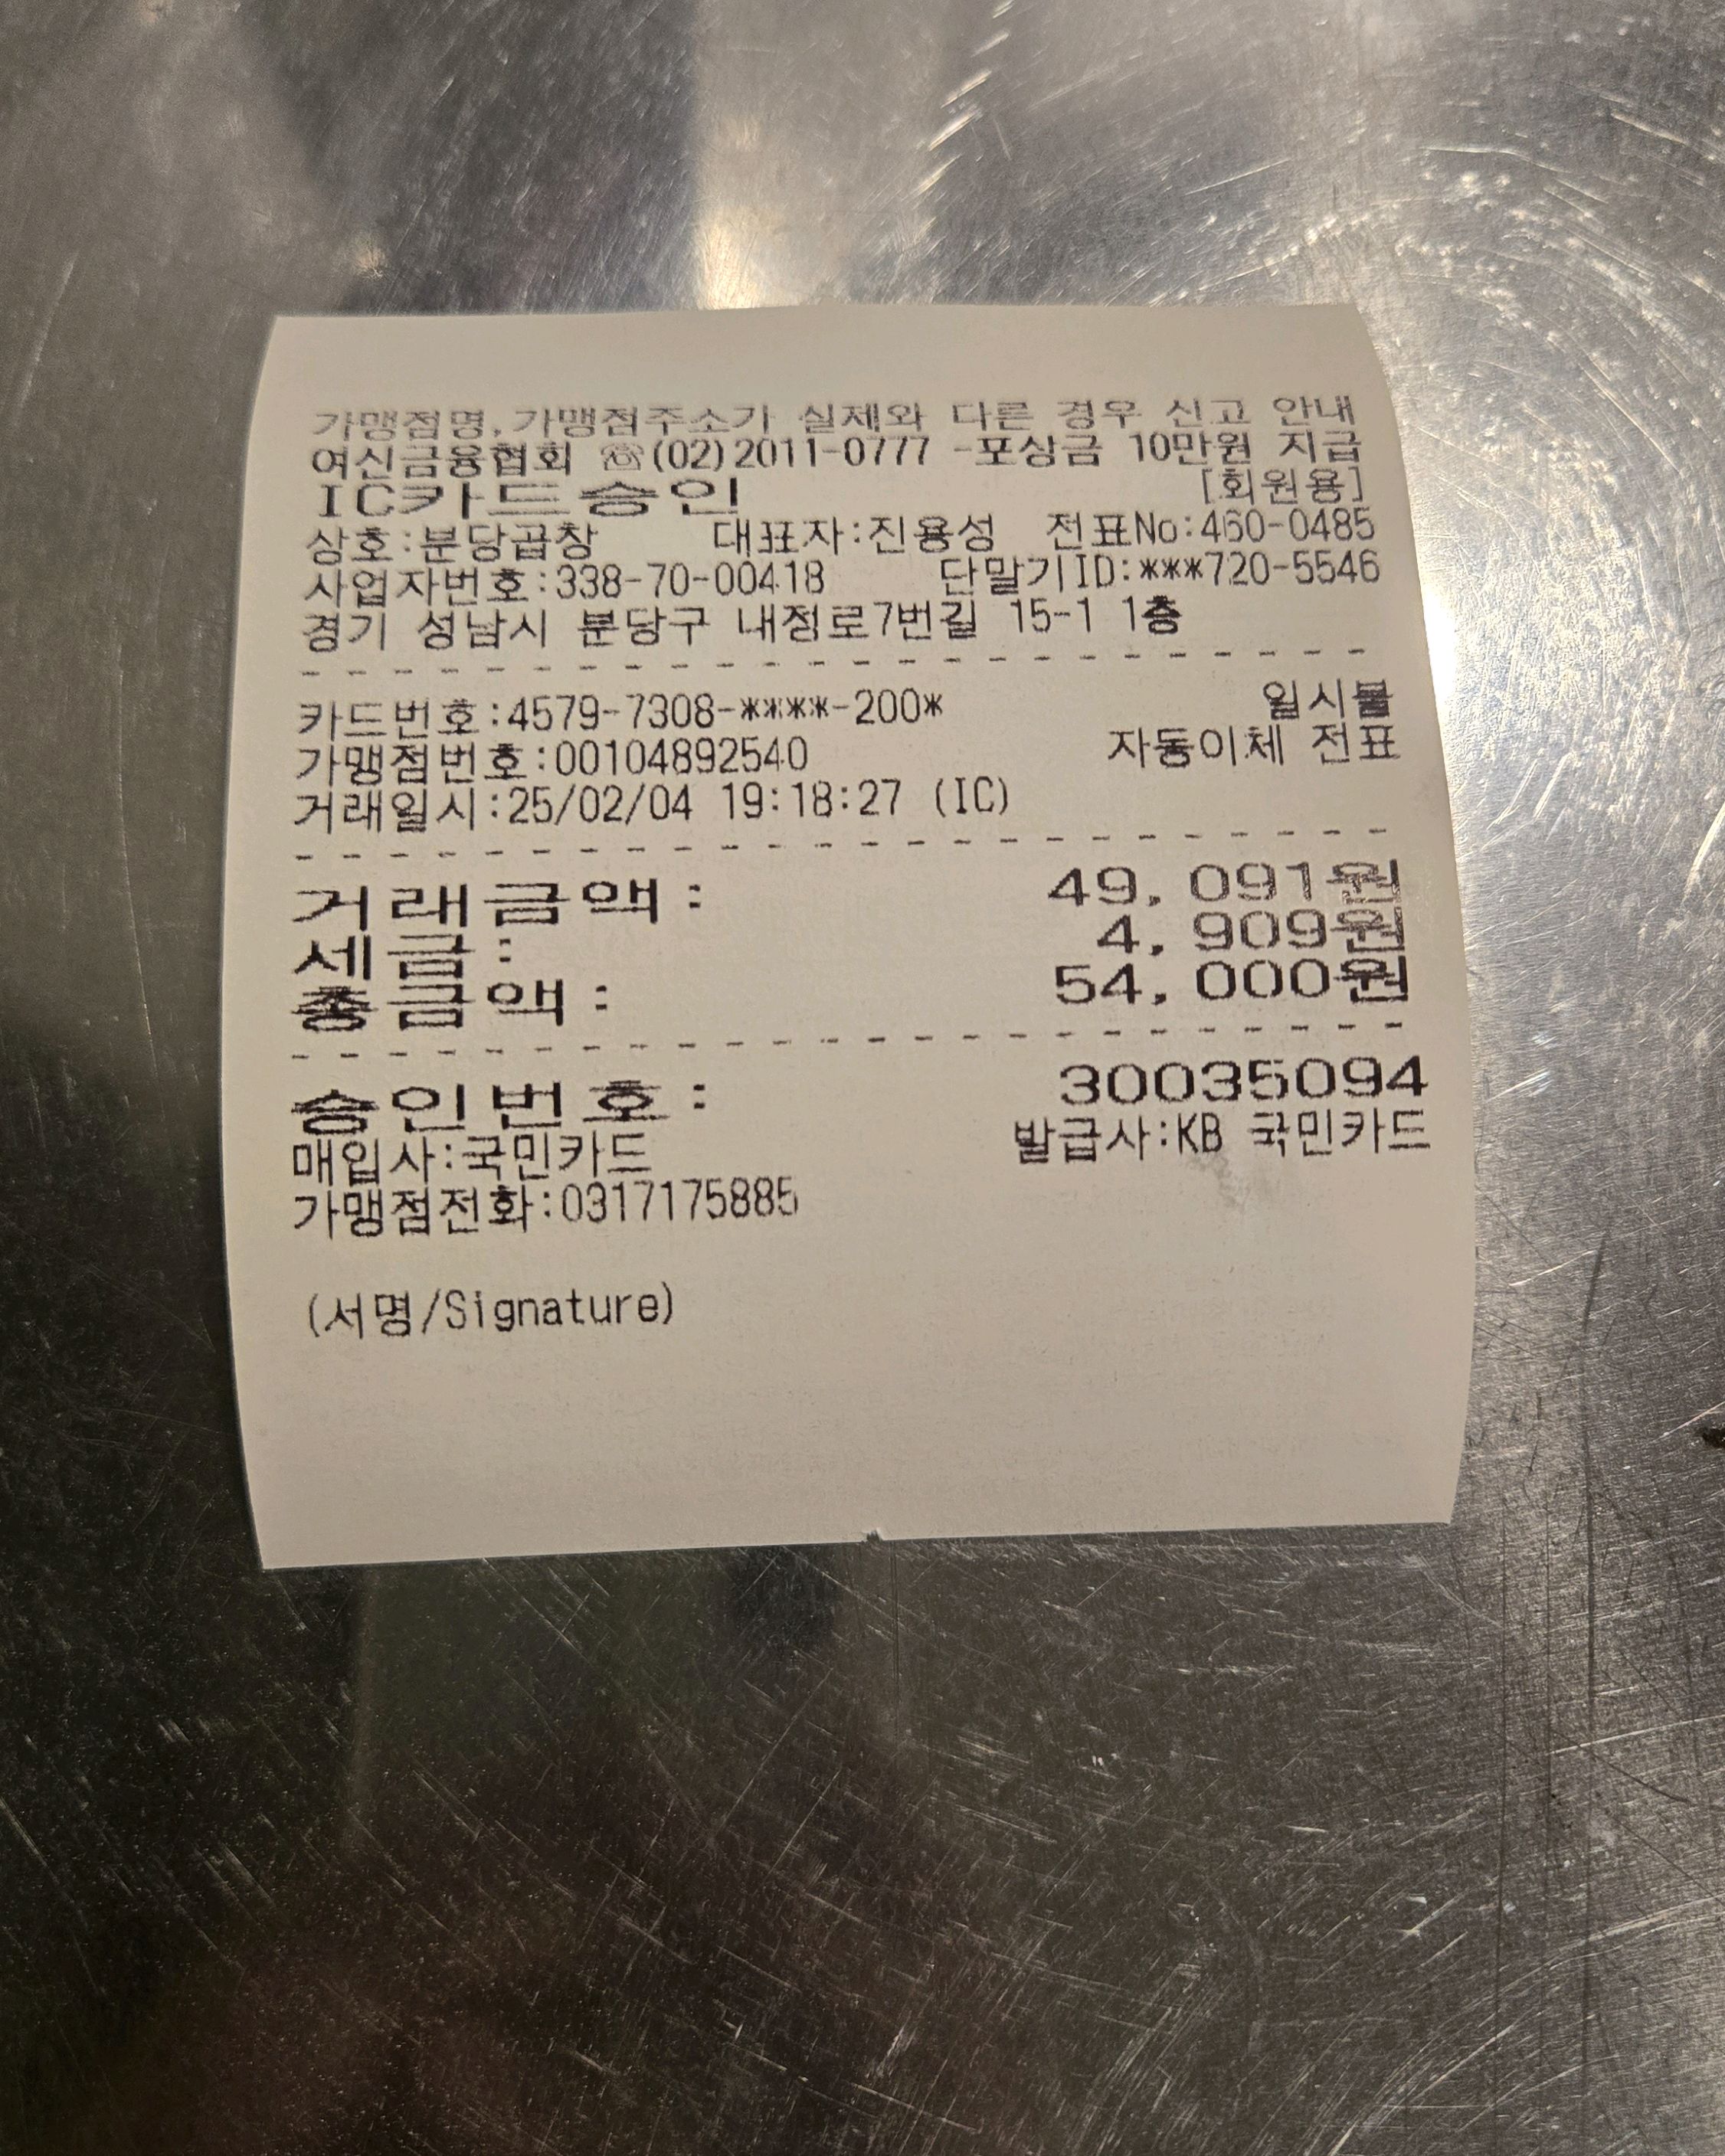 가맹점명,가맹점주소가 실제와 다른 경우 신고 안내
여신금융협회 ☏(02)2011-0777 -포상금 10만원 지급
IC카드승인 [회원용]
상호:분당곱창 대표자:진용성 전표No:460-0485
사업자번호:338-70-00418 단말기ID:***720-5546
경기 성남시 분당구 내정로7번길 15-1 1층
카드번호:4579-7308-****-200* 일시불
가맹점번호:00104892540 자동이체 전표
거래일시:25/02/04 19:18:27 (IC)
거래금액: 49,091원
세금: 4,909원
총금액: 54,000원
승인번호: 30035094
매입사:국민카드 발급사:KB 국민카드
가맹점전화:0317175885
(서명/Signature)